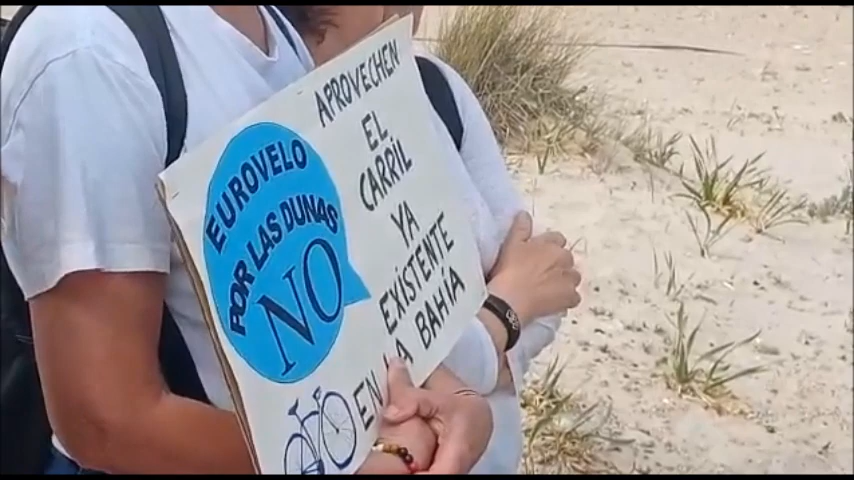 EUROVELO
POR LAS DUNAS
NO
APROVECHEN
EL
CARRIL
YA
EXISTENTE
EN LA BAHÍA